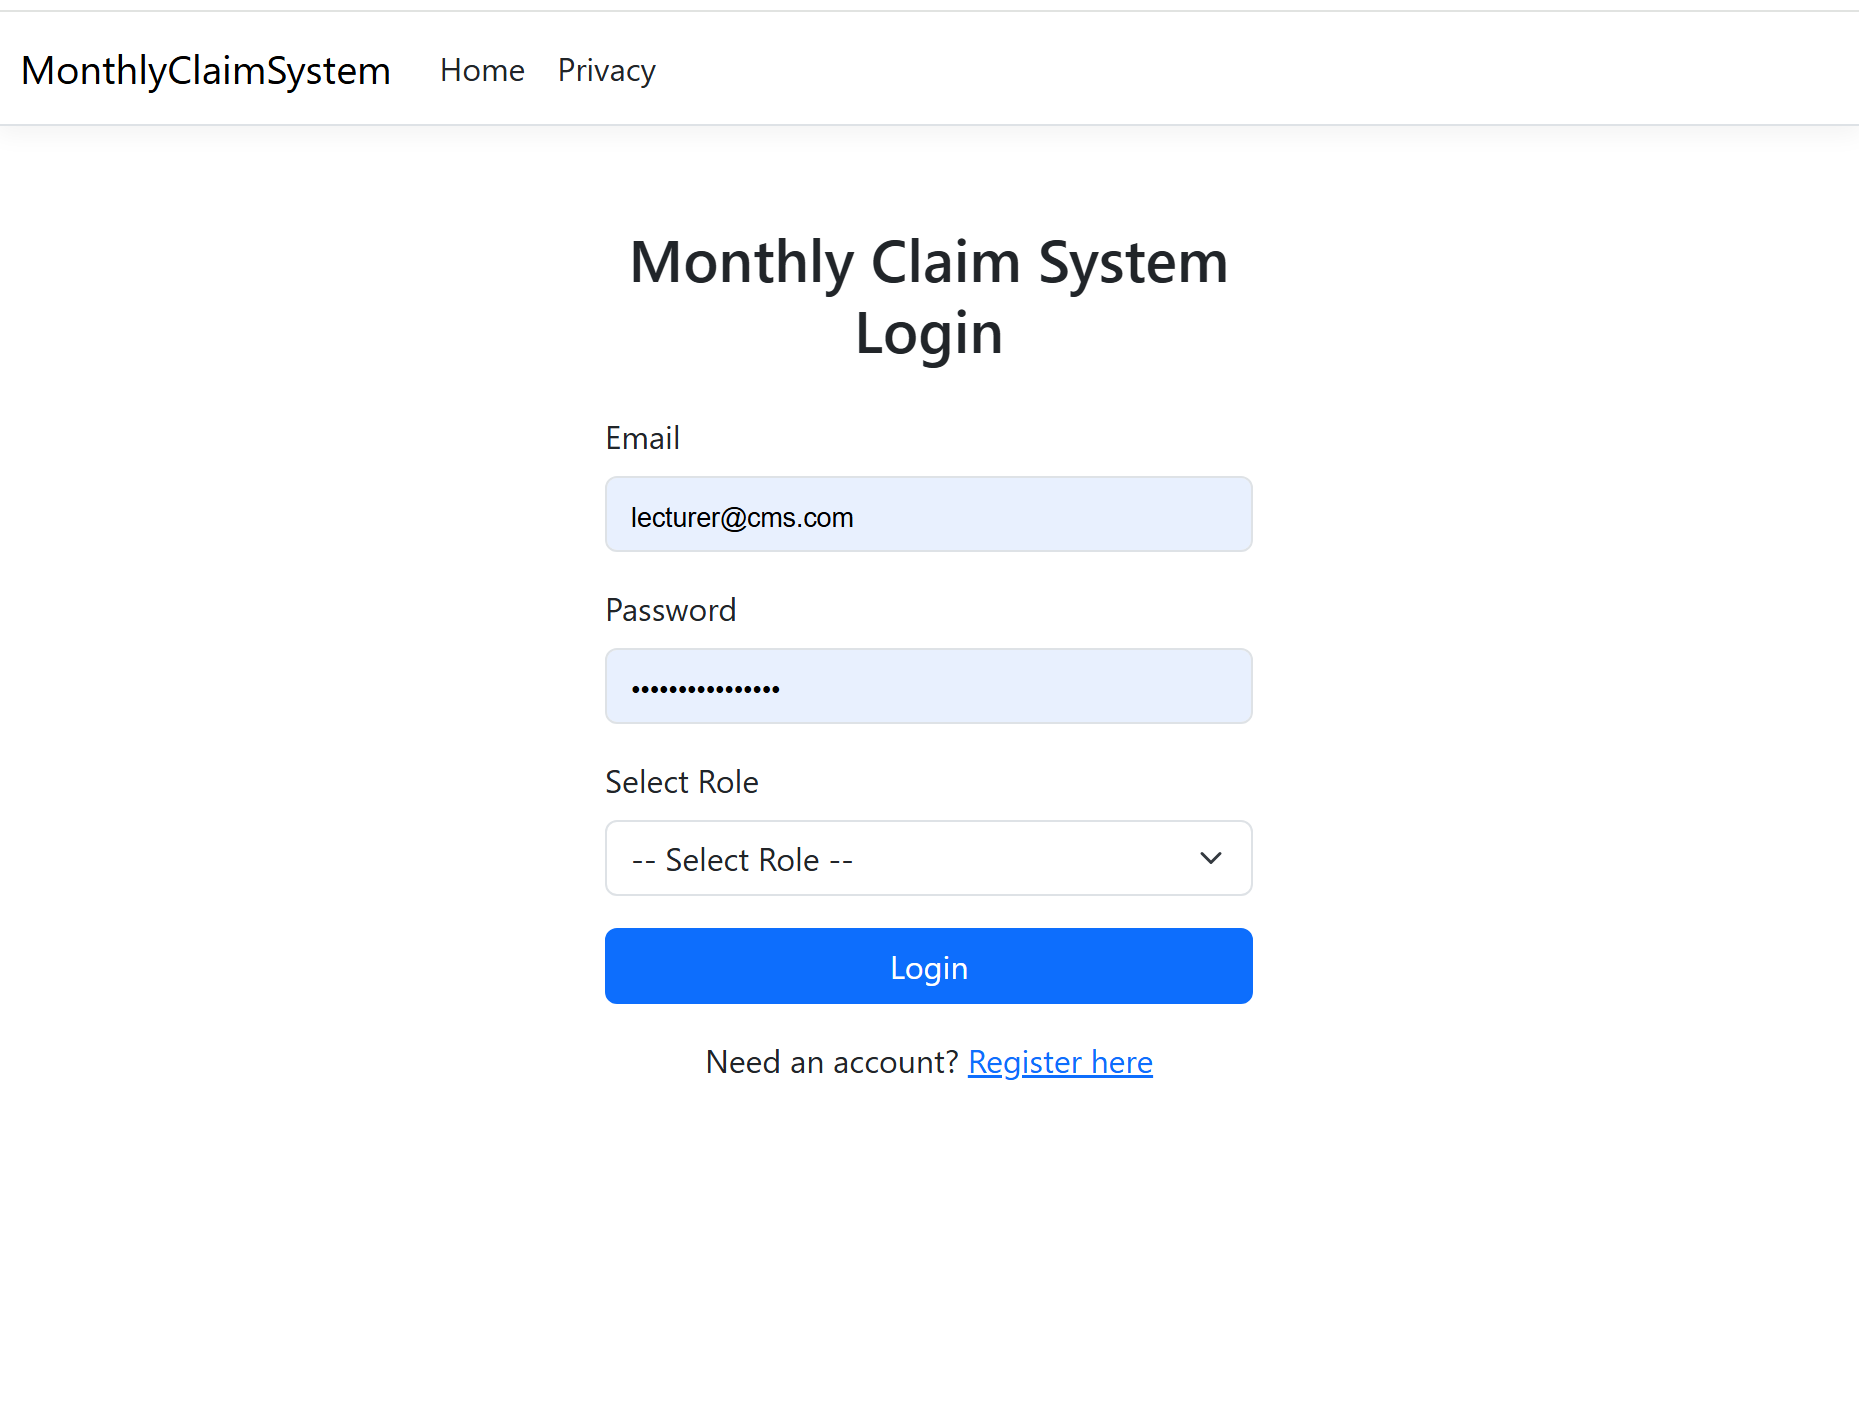 MonthlyClaimSystem Home Privacy
Monthly Claim System
Login
Email
lecturer@cms.com
Password
••••••••••••••••
Select Role
-- Select Role --
Login
Need an account? Register here